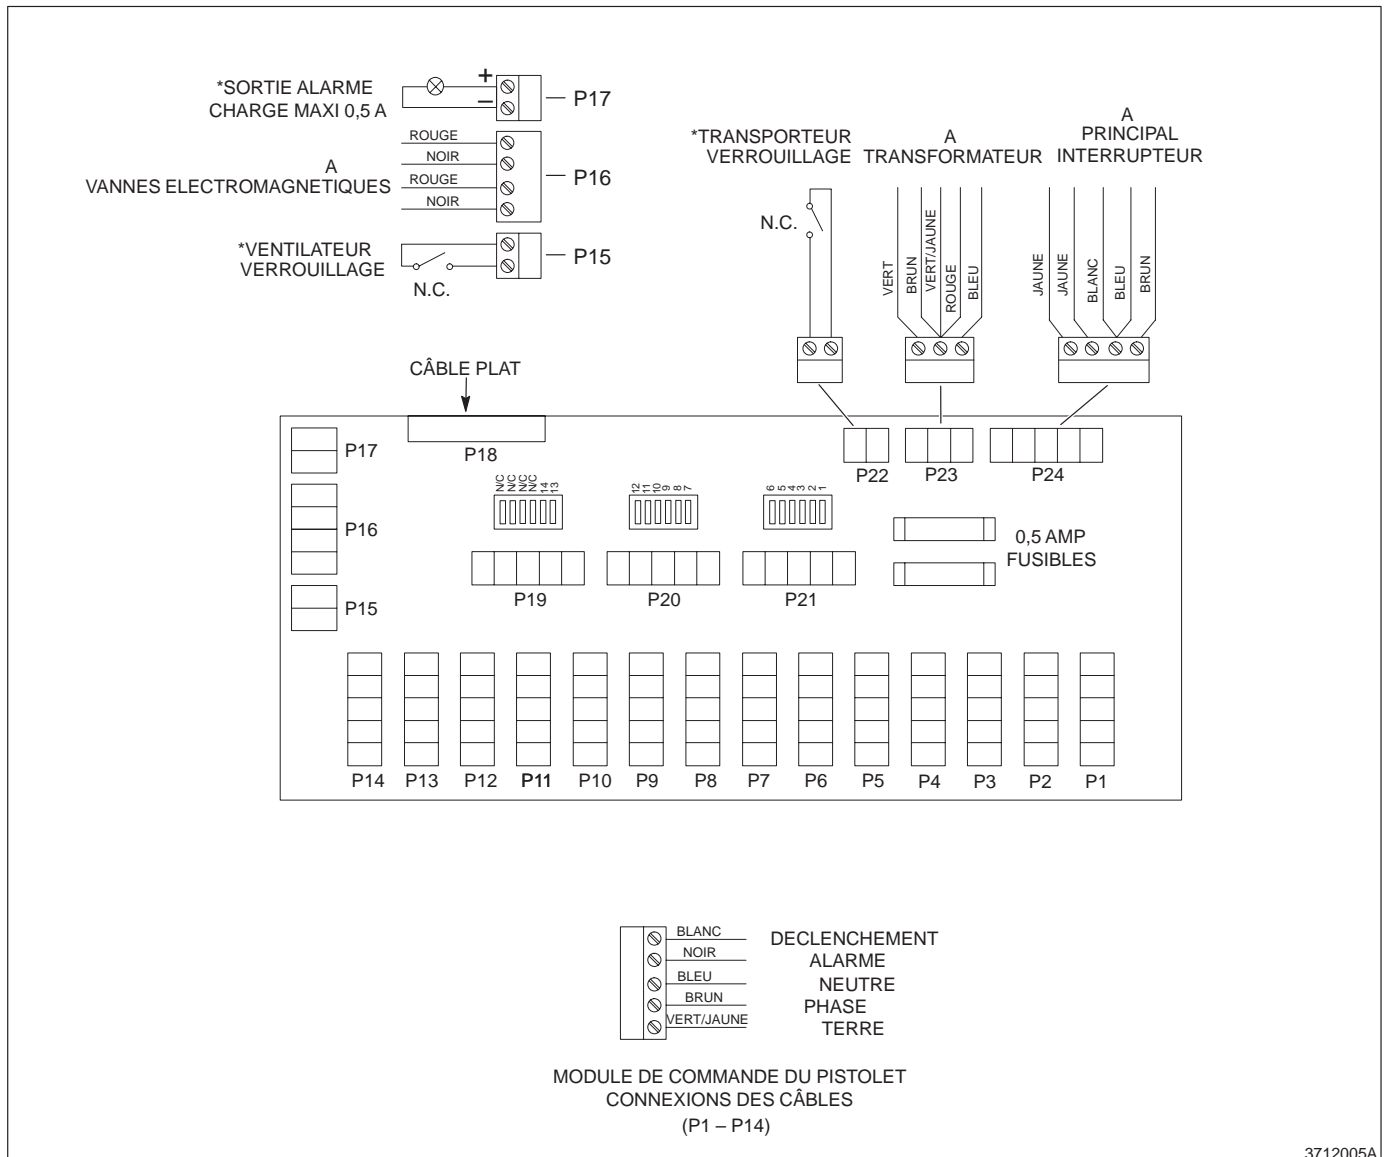 *SORTIE ALARME
CHARGE MAXI 0,5 A
+
–
P17
A
VANNES ELECTROMAGNETIQUES
ROUGE
NOIR
ROUGE
NOIR
P16
*VENTILATEUR
VERROUILLAGE
N.C.
P15
*TRANSPORTEUR
VERROUILLAGE
N.C.
A
TRANSFORMATEUR
VERT
BRUN
VERT/JAUNE
ROUGE
BLEU
A
PRINCIPAL
INTERRUPTEUR
JAUNE
JAUNE
BLANC
BLEU
BRUN
CÂBLE PLAT
P17
P18
P22
P23
P24
P16
N/C N/C N/C N/C 14 13
12 11 10 9 8 7
6 5 4 3 2 1
0,5 AMP
FUSIBLES
P19
P20
P21
P15
P14 P13 P12 P11 P10 P9 P8 P7 P6 P5 P4 P3 P2 P1
BLANC DECLENCHEMENT
NOIR ALARME
BLEU NEUTRE
BRUN PHASE
VERT/JAUNE TERRE
MODULE DE COMMANDE DU PISTOLET
CONNEXIONS DES CÂBLES
(P1 – P14)
3712005A